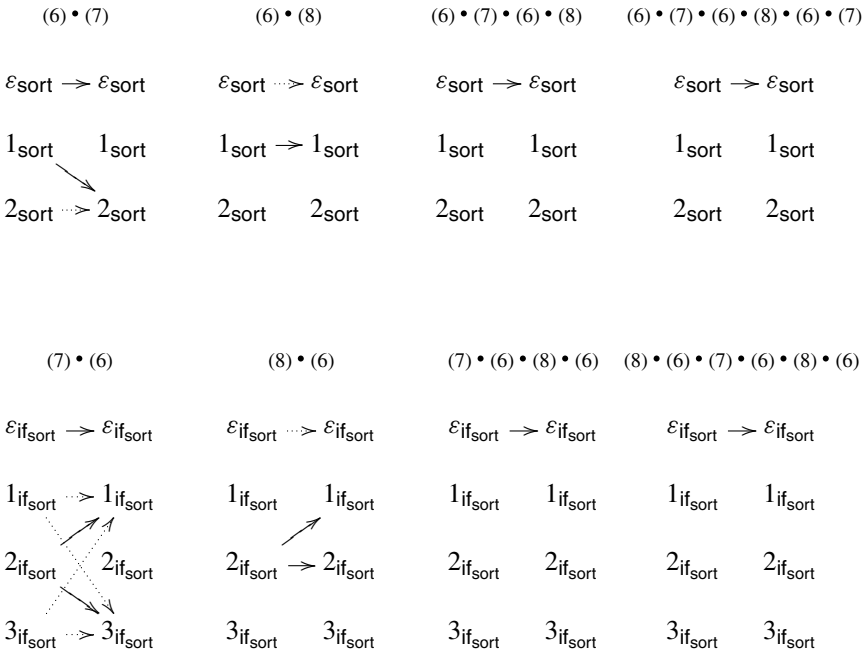 (6) • (7) (6) • (8) (6) • (7) • (6) • (8) (6) • (7) • (6) • (8) • (6) • (7)
εsort → εsort εsort ⇢ εsort εsort → εsort εsort → εsort
1sort 1sort 1sort → 1sort 1sort 1sort 1sort 1sort
2sort ⇢ 2sort 2sort 2sort 2sort 2sort 2sort 2sort
(7) • (6) (8) • (6) (7) • (6) • (8) • (6) (8) • (6) • (7) • (6) • (8) • (6)
εifsort → εifsort εifsort ⇢ εifsort εifsort → εifsort εifsort → εifsort
1ifsort ⇢ 1ifsort 1ifsort 1ifsort 1ifsort 1ifsort 1ifsort 1ifsort
2ifsort 2ifsort 2ifsort → 2ifsort 2ifsort 2ifsort 2ifsort 2ifsort
3ifsort ⇢ 3ifsort 3ifsort 3ifsort 3ifsort 3ifsort 3ifsort 3ifsort